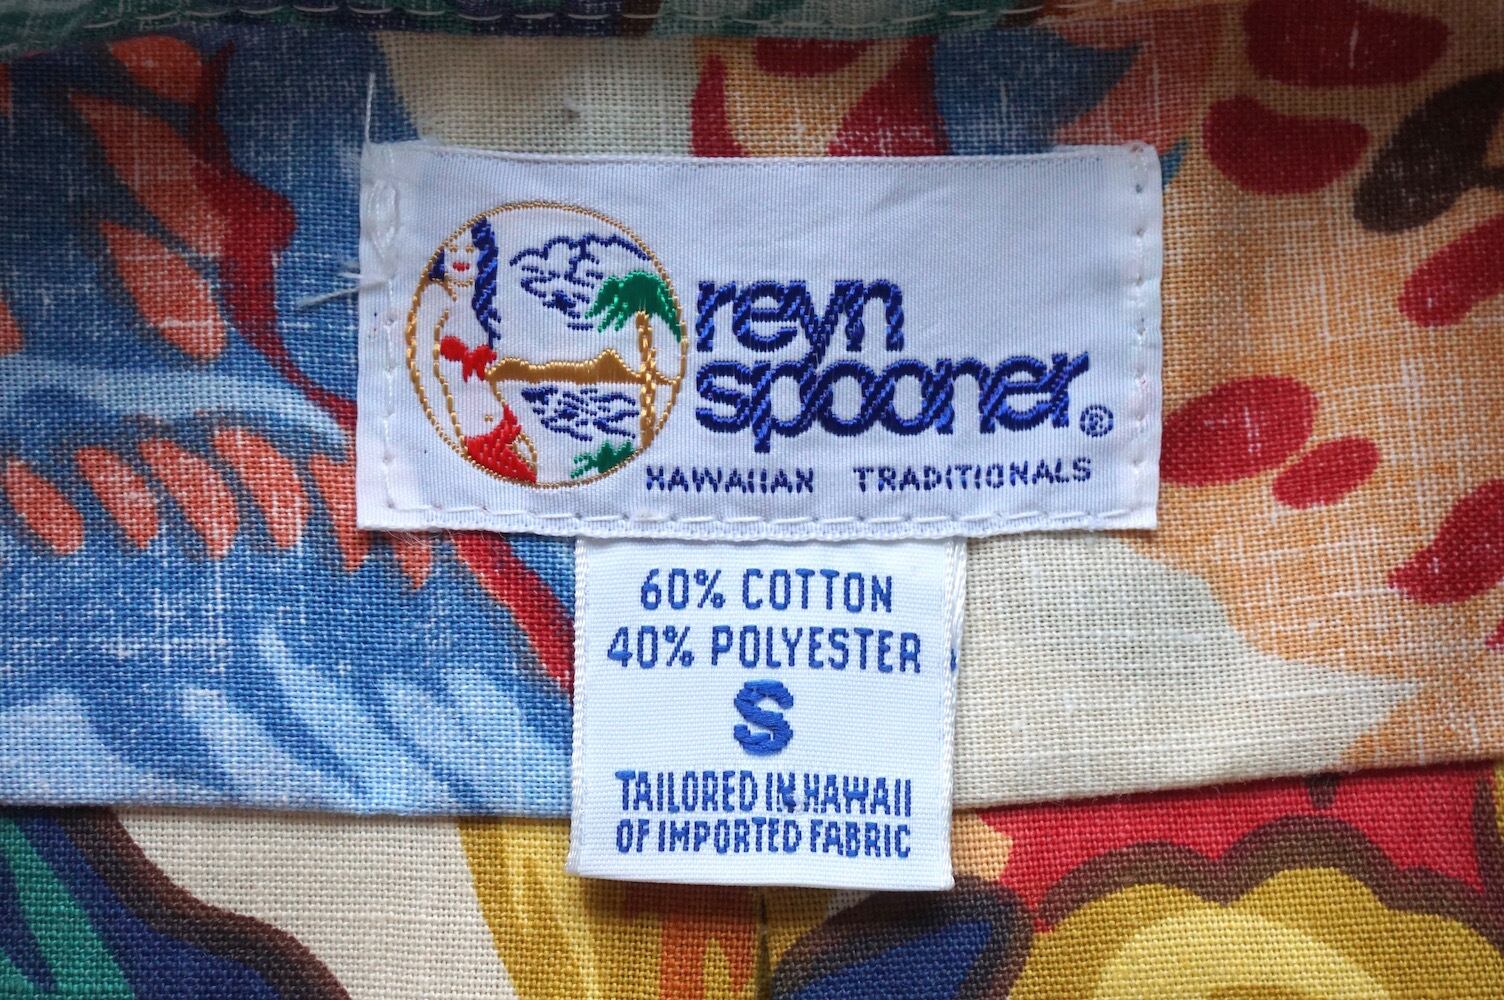 reyn
spooner®
HAWAIIAN TRADITIONALS
60% COTTON
40% POLYESTER
S
TAILORED IN HAWAII
OF IMPORTED FABRIC